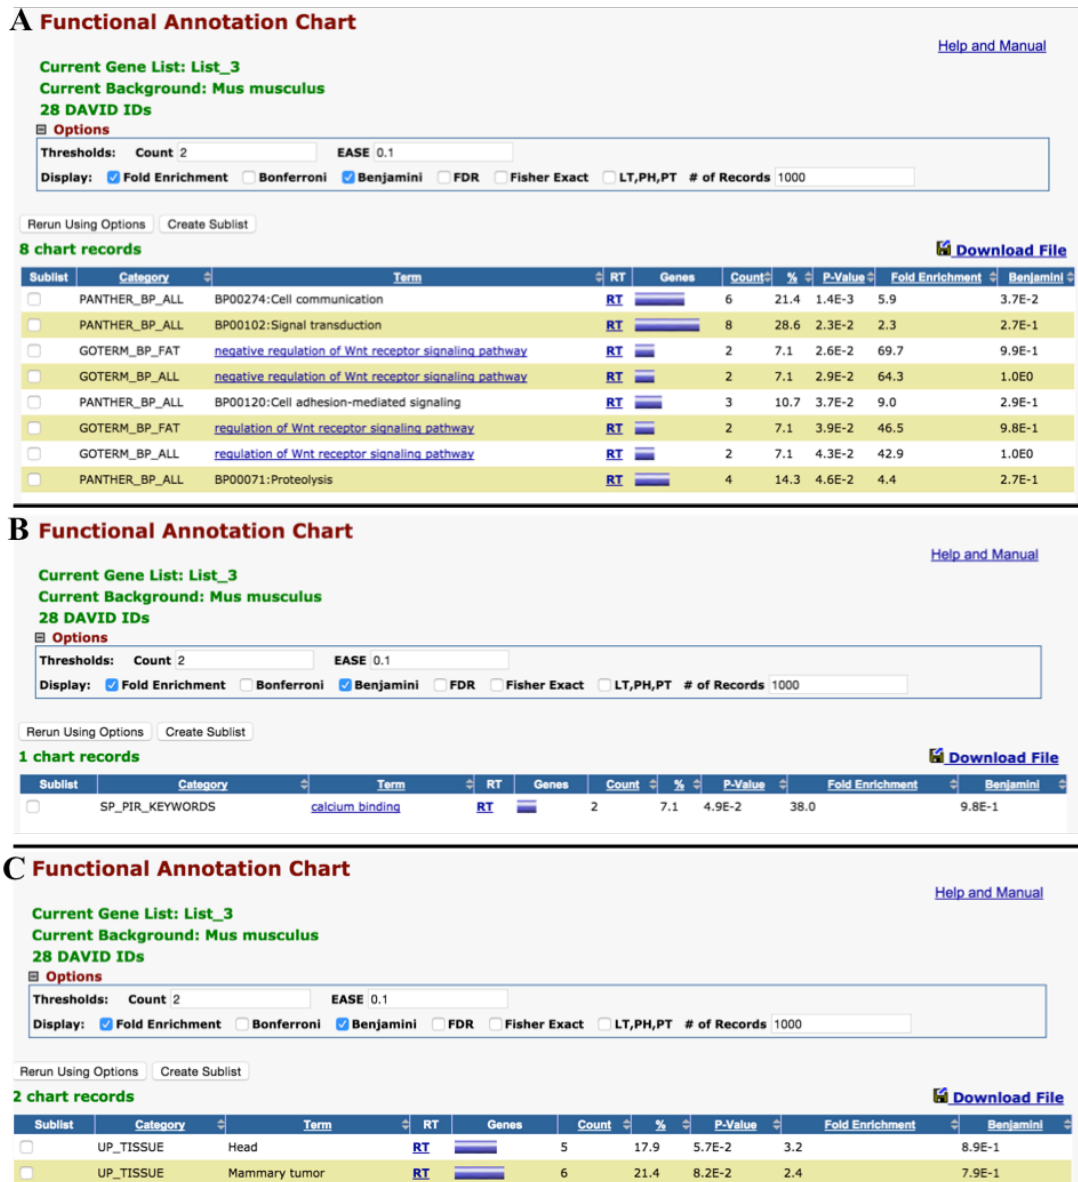 A Functional Annotation Chart
Help and Manual
Current Gene List: List_3
Current Background: Mus musculus
28 DAVID IDs
Options
Thresholds: Count 2 EASE 0.1
Display: Fold Enrichment Bonferroni Benjamini FDR Fisher Exact LT,PH,PT # of Records 1000
Rerun Using Options Create Sublist
8 chart records Download File
Sublist Category Term RT Genes Count % P-Value Fold Enrichment Benjamini
PANTHER_BP_ALL BP00274:Cell communication RT 6 21.4 1.4E-3 5.9 3.7E-2
PANTHER_BP_ALL BP00102:Signal transduction RT 8 28.6 2.3E-2 2.3 2.7E-1
GOTERM_BP_FAT negative regulation of Wnt receptor signaling pathway RT 2 7.1 2.6E-2 69.7 9.9E-1
GOTERM_BP_ALL negative regulation of Wnt receptor signaling pathway RT 2 7.1 2.9E-2 64.3 1.0E0
PANTHER_BP_ALL BP00120:Cell adhesion-mediated signaling RT 3 10.7 3.7E-2 9.0 2.9E-1
GOTERM_BP_FAT regulation of Wnt receptor signaling pathway RT 2 7.1 3.9E-2 46.5 9.8E-1
GOTERM_BP_ALL regulation of Wnt receptor signaling pathway RT 2 7.1 4.3E-2 42.9 1.0E0
PANTHER_BP_ALL BP00071:Proteolysis RT 4 14.3 4.6E-2 4.4 2.7E-1
B Functional Annotation Chart
Help and Manual
Current Gene List: List_3
Current Background: Mus musculus
28 DAVID IDs
Options
Thresholds: Count 2 EASE 0.1
Display: Fold Enrichment Bonferroni Benjamini FDR Fisher Exact LT,PH,PT # of Records 1000
Rerun Using Options Create Sublist
1 chart records Download File
Sublist Category Term RT Genes Count % P-Value Fold Enrichment Benjamini
SP_PIR_KEYWORDS calcium binding RT 2 7.1 4.9E-2 38.0 9.8E-1
C Functional Annotation Chart
Help and Manual
Current Gene List: List_3
Current Background: Mus musculus
28 DAVID IDs
Options
Thresholds: Count 2 EASE 0.1
Display: Fold Enrichment Bonferroni Benjamini FDR Fisher Exact LT,PH,PT # of Records 1000
Rerun Using Options Create Sublist
2 chart records Download File
Sublist Category Term RT Genes Count % P-Value Fold Enrichment Benjamini
UP_TISSUE Head RT 5 17.9 5.7E-2 3.2 8.9E-1
UP_TISSUE Mammary tumor RT 6 21.4 8.2E-2 2.4 7.9E-1